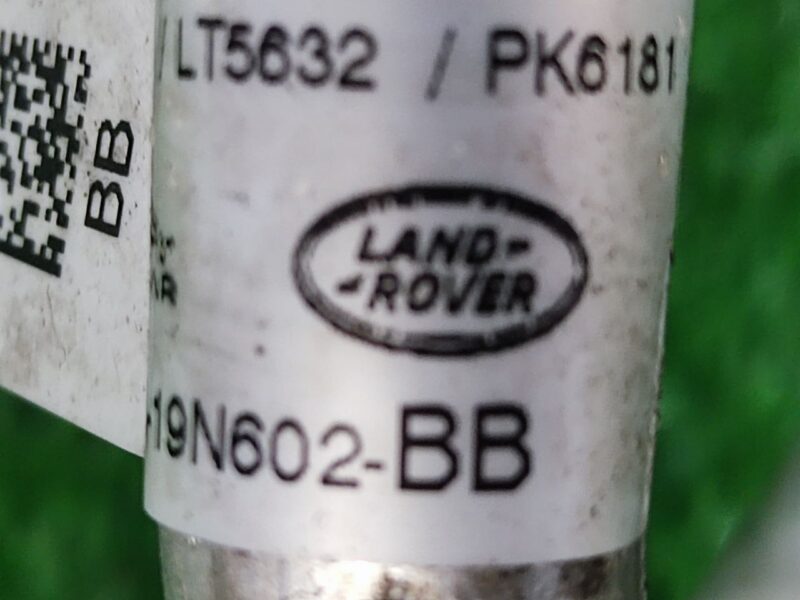 /LT5632 / PK6181
BB
LAND-
-ROVER
-19N602-BB